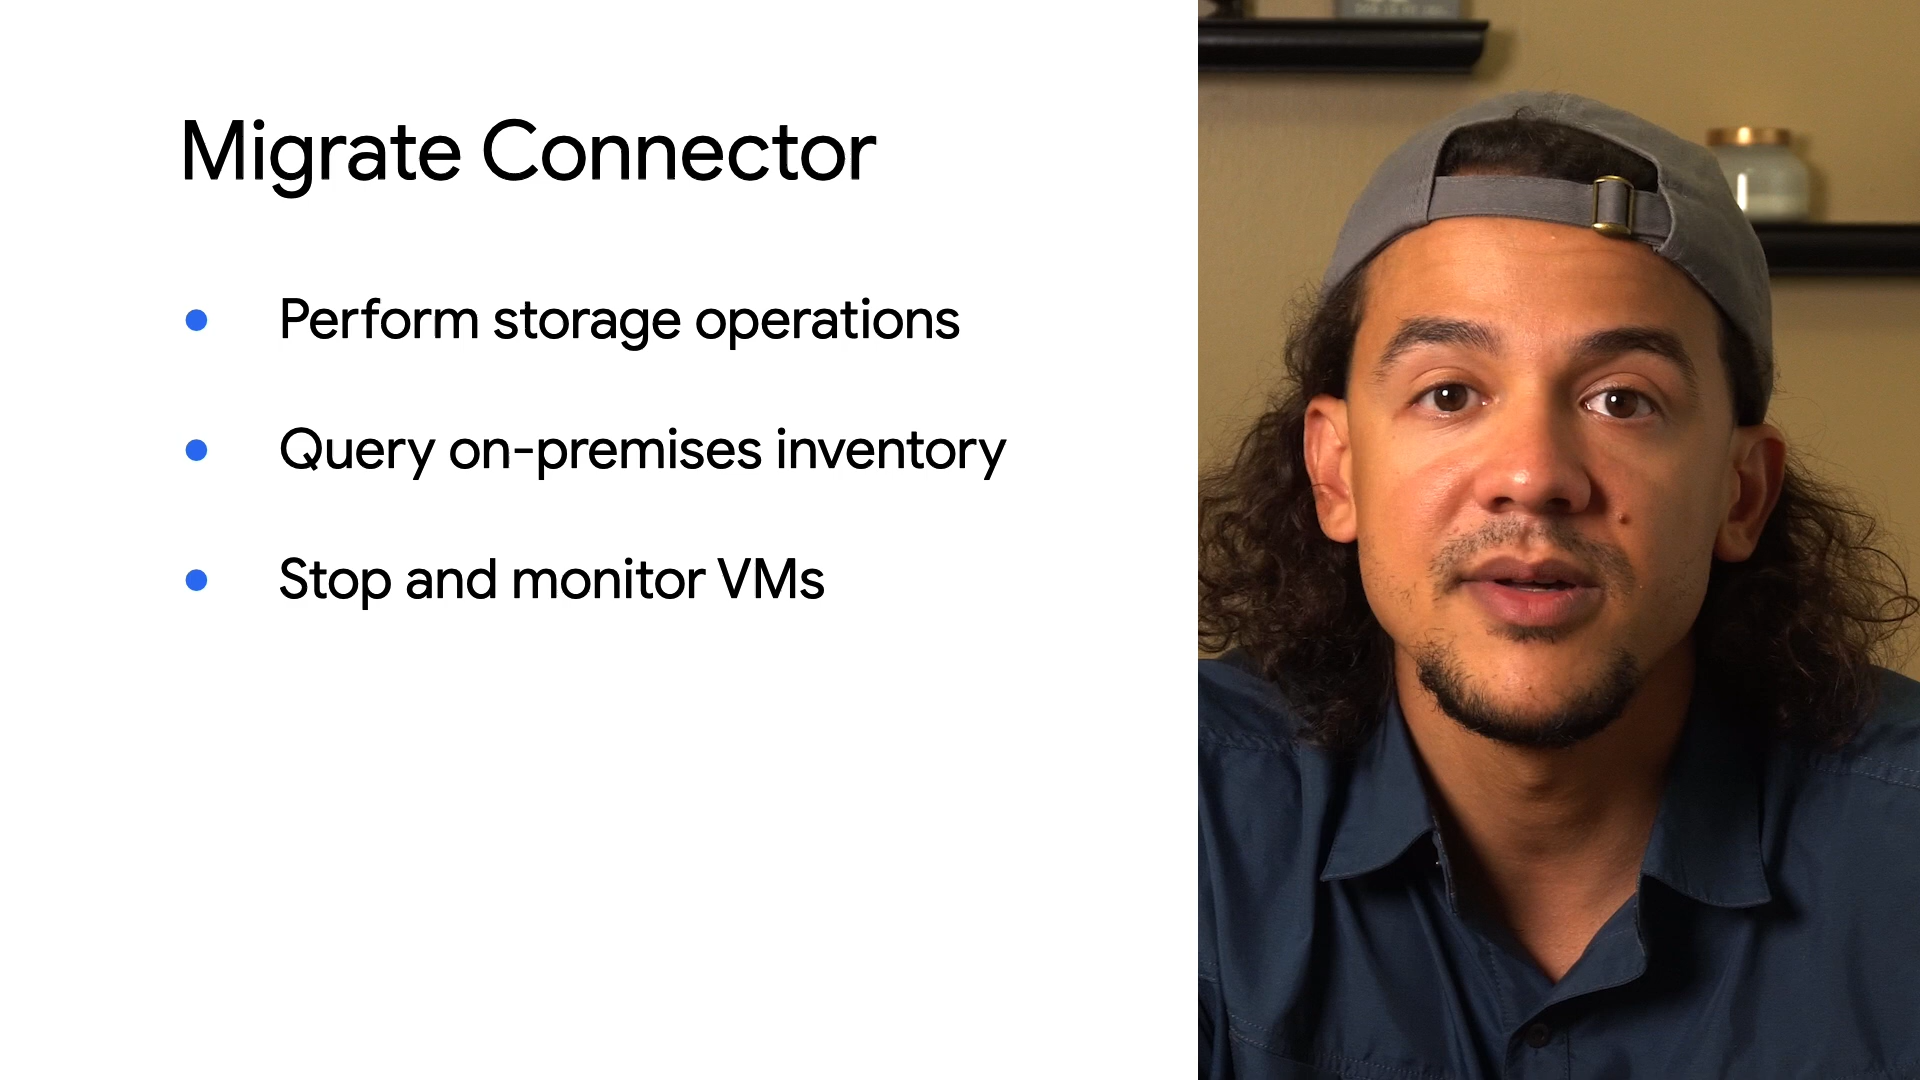 Migrate Connector
Perform storage operations
Query on-premises inventory
Stop and monitor VMs